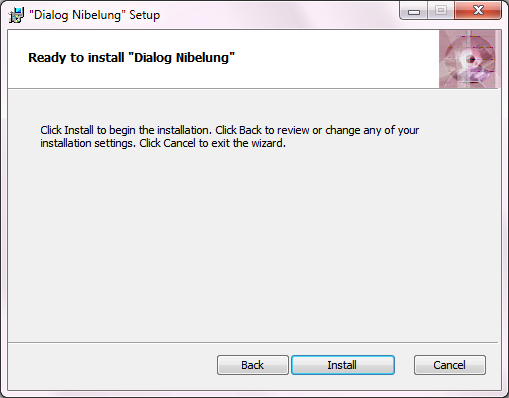 "Dialog Nibelung" Setup
Ready to install "Dialog Nibelung"
Click Install to begin the installation. Click Back to review or change any of your
installation settings. Click Cancel to exit the wizard.
Back Install Cancel